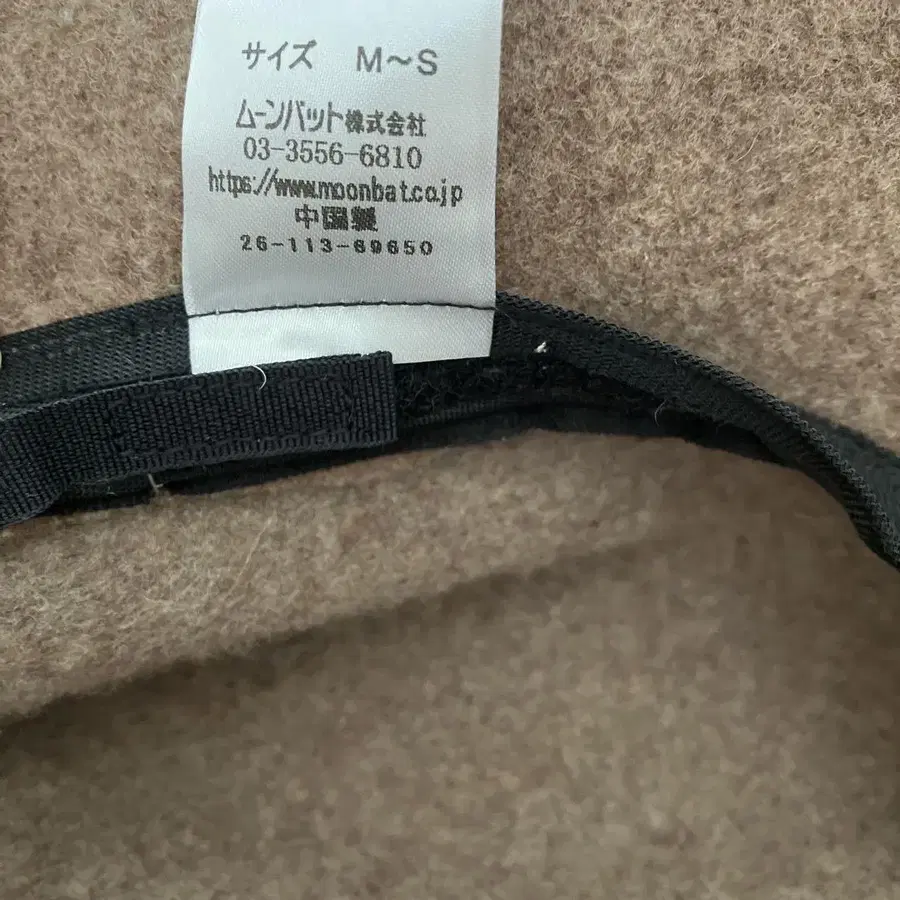 サイズ M〜S
ムーンバット株式会社
03-3556-6810
https://www.moonbat.co.jp
中国製
26-113-89650